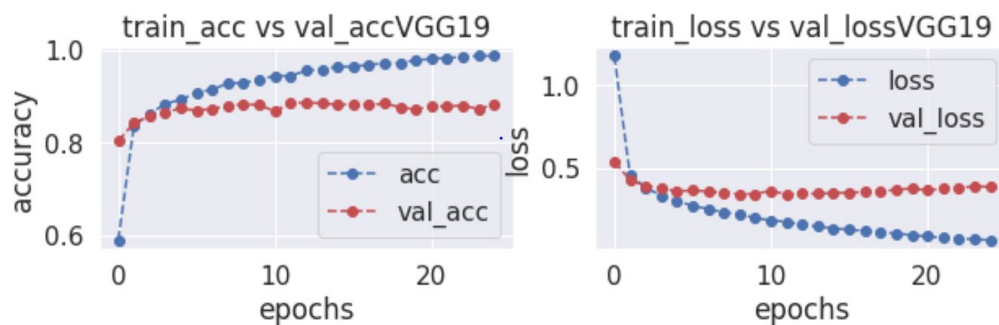 train_acc vs val_accVGG19
accuracy
1.0
0.8
0.6
acc
val_acc
0
10
20
epochs
train_loss vs val_lossVGG19
loss
1.0
0.5
loss
val_loss
0
10
20
epochs